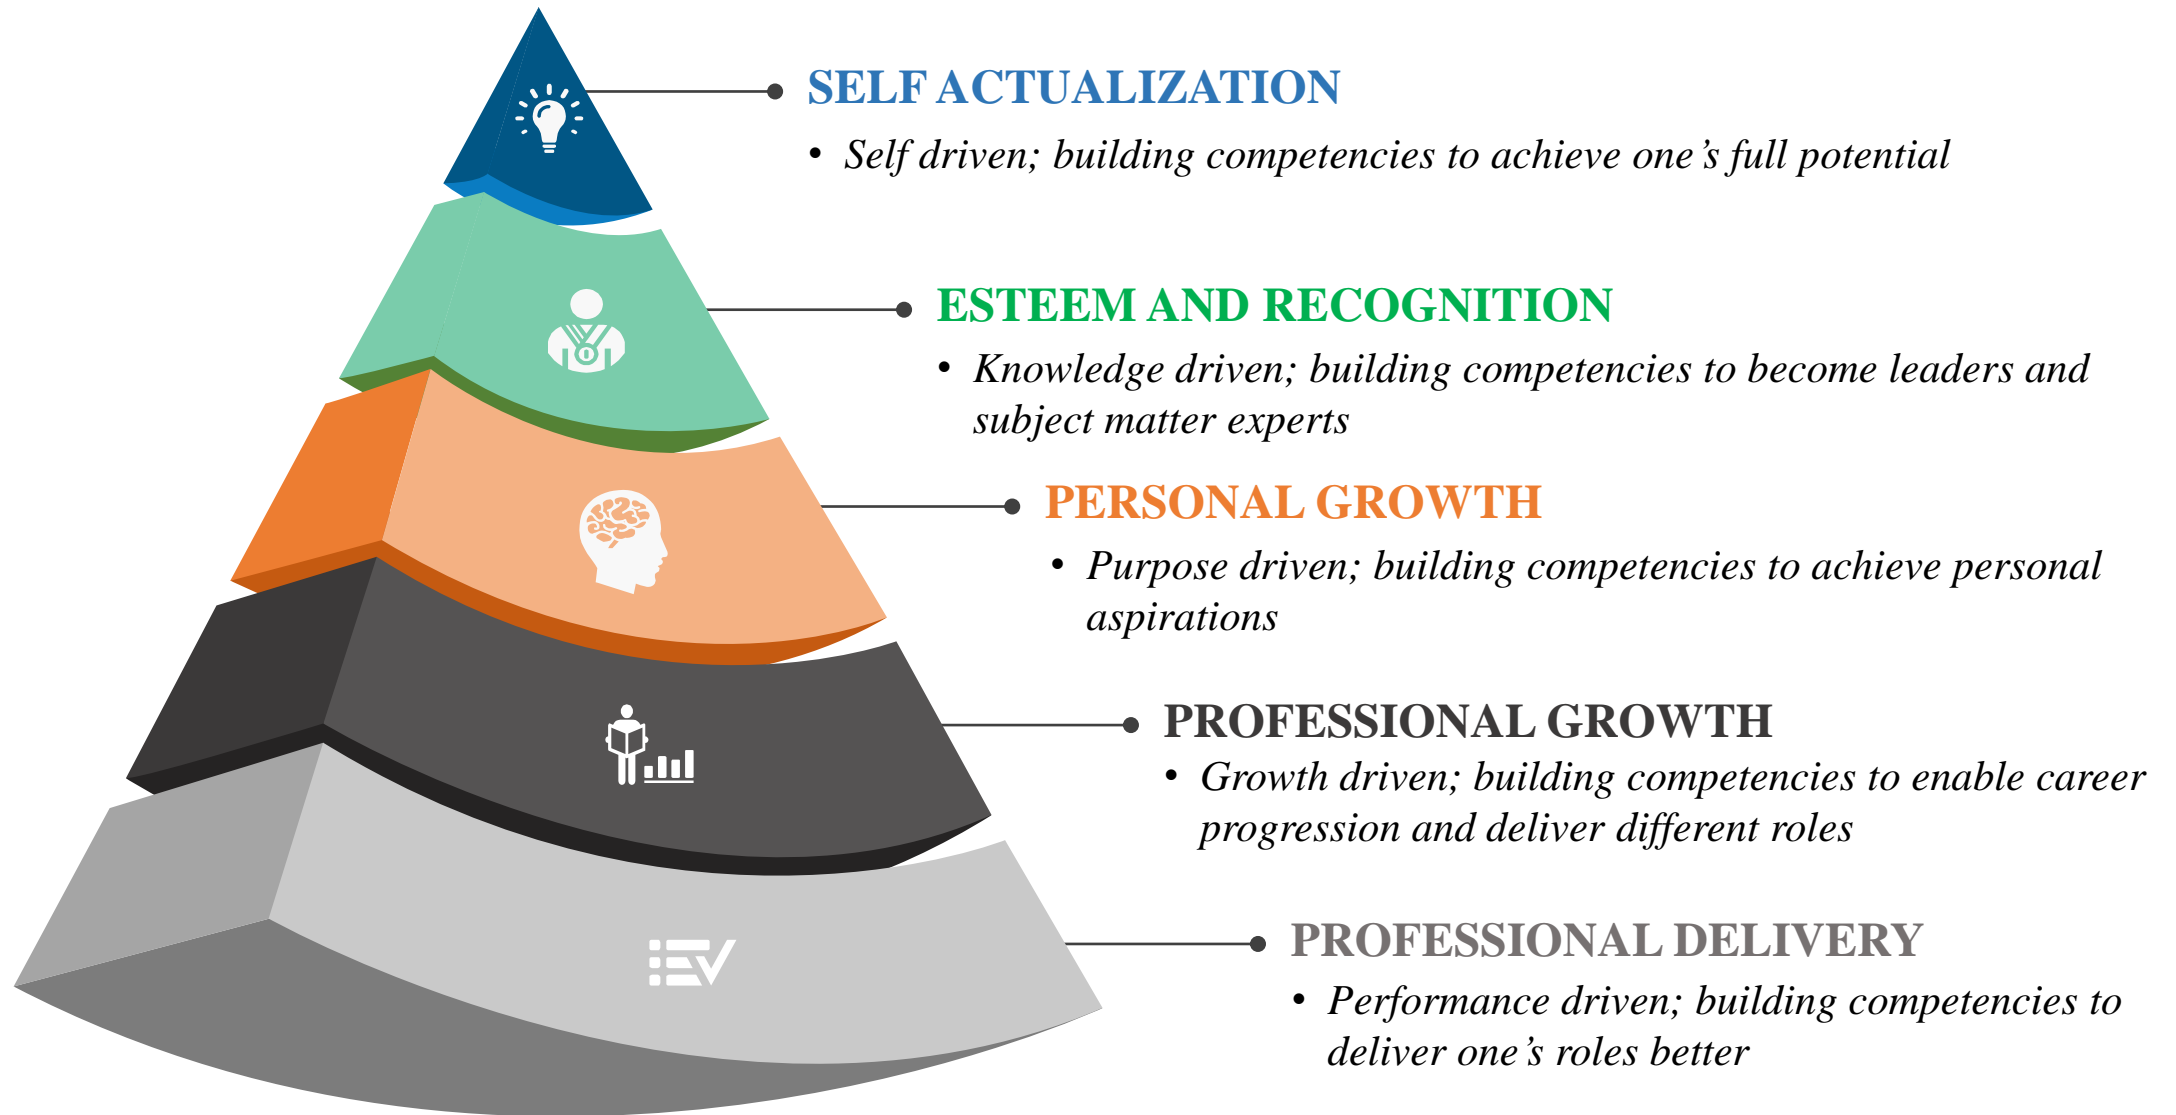 SELF ACTUALIZATION
• Self driven; building competencies to achieve one’s full potential
ESTEEM AND RECOGNITION
• Knowledge driven; building competencies to become leaders and
subject matter experts
PERSONAL GROWTH
• Purpose driven; building competencies to achieve personal
aspirations
PROFESSIONAL GROWTH
• Growth driven; building competencies to enable career
progression and deliver different roles
PROFESSIONAL DELIVERY
• Performance driven; building competencies to
deliver one’s roles better